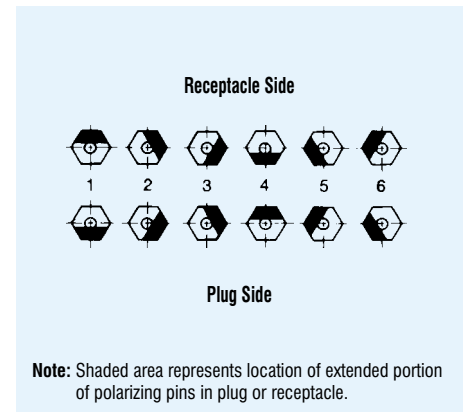 Receptacle Side
1 2 3 4 5 6
Plug Side
Note: Shaded area represents location of extended portion
of polarizing pins in plug or receptacle.